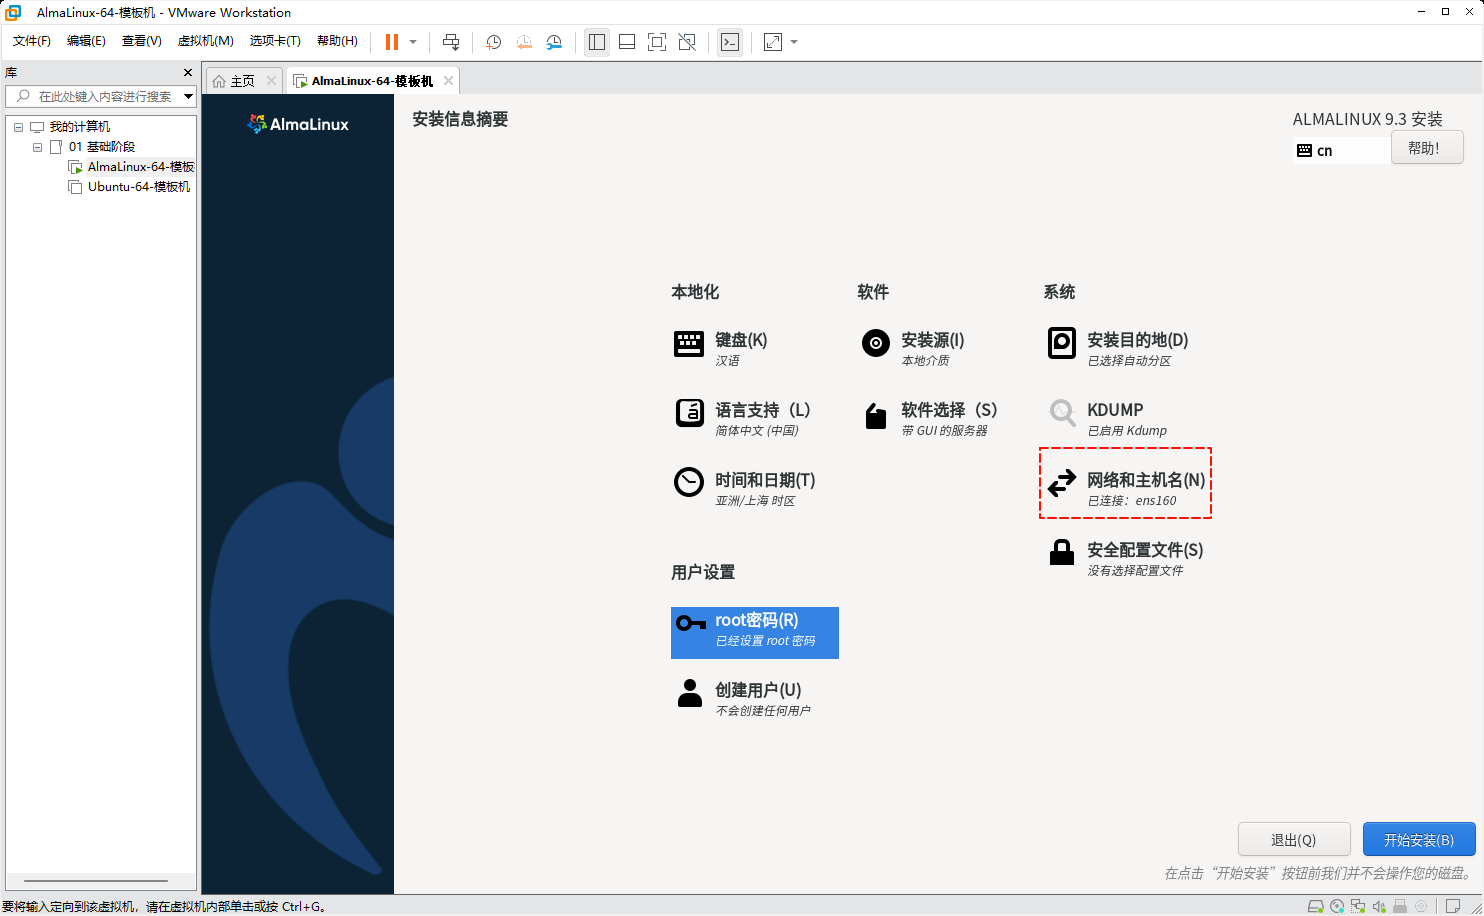 AlmaLinux-64-模板机 - VMware Workstation
文件(F) 编辑(E) 查看(V) 虚拟机(M) 选项卡(T) 帮助(H)
库
在此处键入内容进行搜索
我的计算机
01 基础阶段
AlmaLinux-64-模板
Ubuntu-64-模板机
主页
AlmaLinux-64-模板机
AlmaLinux
安装信息摘要
ALMALINUX 9.3 安装
cn
帮助！
本地化
键盘(K)
汉语
语言支持（L）
简体中文 (中国)
时间和日期(T)
亚洲/上海 时区
软件
安装源(I)
本地介质
软件选择（S）
带 GUI 的服务器
系统
安装目的地(D)
已选择自动分区
KDUMP
已启用 Kdump
网络和主机名(N)
已连接：ens160
安全配置文件(S)
没有选择配置文件
用户设置
root密码(R)
已经设置 root 密码
创建用户(U)
不会创建任何用户
退出(Q)
开始安装(B)
在点击“开始安装”按钮前我们并不会操作您的磁盘。
要将输入定向到该虚拟机，请在虚拟机内部单击或按 Ctrl+G。